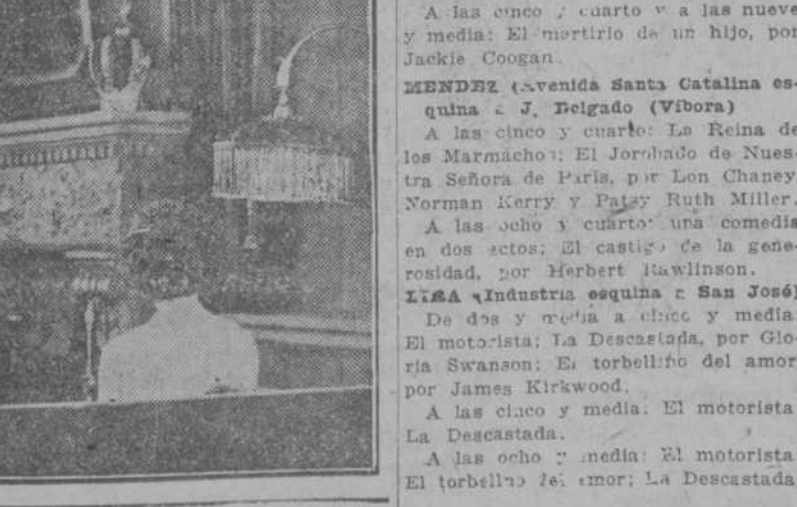 A las cinco y cuarto y a las nueve
y media: El martirio de un hijo, por
Jackie Coogan.
MENDEZ (Avenida Santa Catalina es-
quina a J. Delgado (Víbora)
A las cinco y cuarto: La Reina de
los Marmachos; El Jorobado de Nues-
tra Señora de París, por Lon Chaney,
Norman Kerry y Patsy Ruth Miller.
A las ocho y cuarto: una comedia
en dos actos; El castigo de la gene-
rosidad, por Herbert Rawlinson.
LIRA (Industria esquina a San José)
De dos y media a cinco y media:
El motorista; La Descastada, por Glo-
ria Swanson; El torbellino del amor,
por James Kirkwood.
A las cinco y media: El motorista
La Descastada.
A las ocho y media: El motorista
El torbellino del amor; La Descastada,